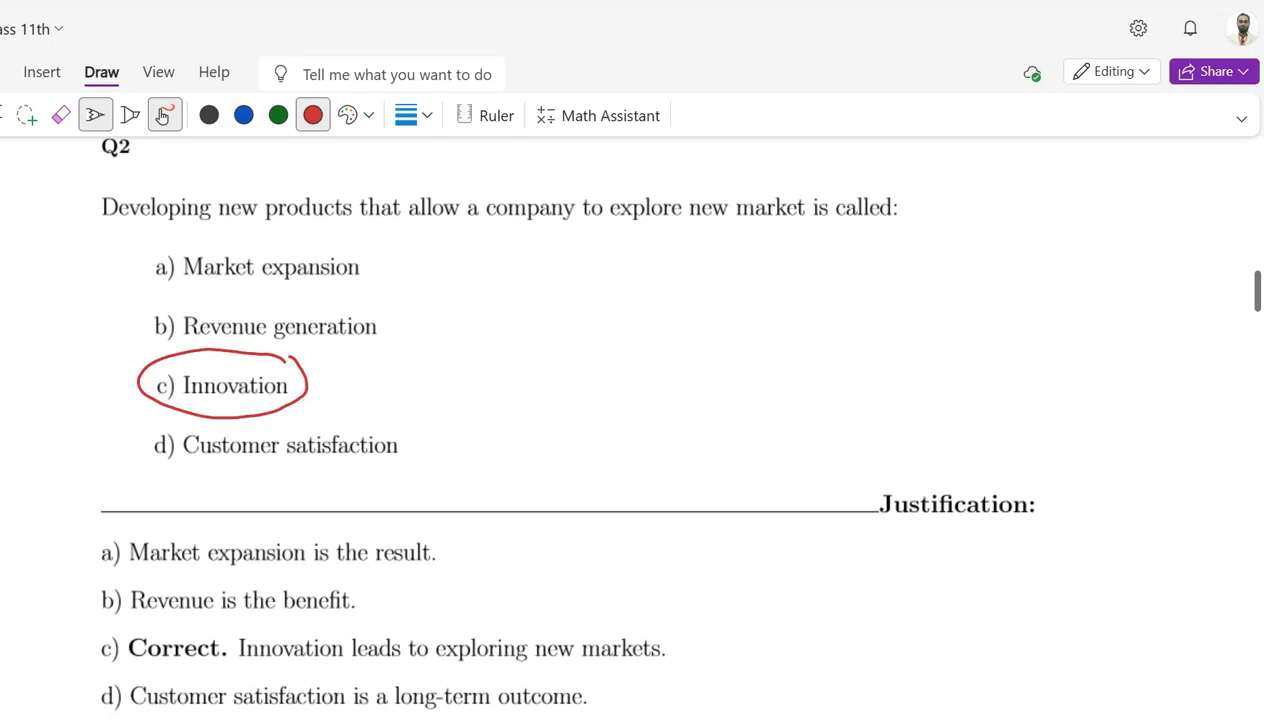 ass 11th
Insert Draw View Help Tell me what you want to do Editing Share
Ruler Math Assistant
Q2
Developing new products that allow a company to explore new market is called:
a) Market expansion
b) Revenue generation
c) Innovation
d) Customer satisfaction
Justification:
a) Market expansion is the result.
b) Revenue is the benefit.
c) Correct. Innovation leads to exploring new markets.
d) Customer satisfaction is a long-term outcome.